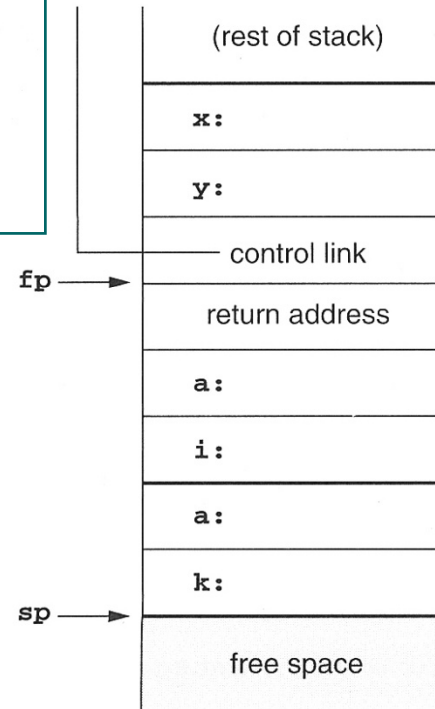 (rest of stack)
x:
y:
control link
fp
return address
a:
i:
a:
k:
sp
free space